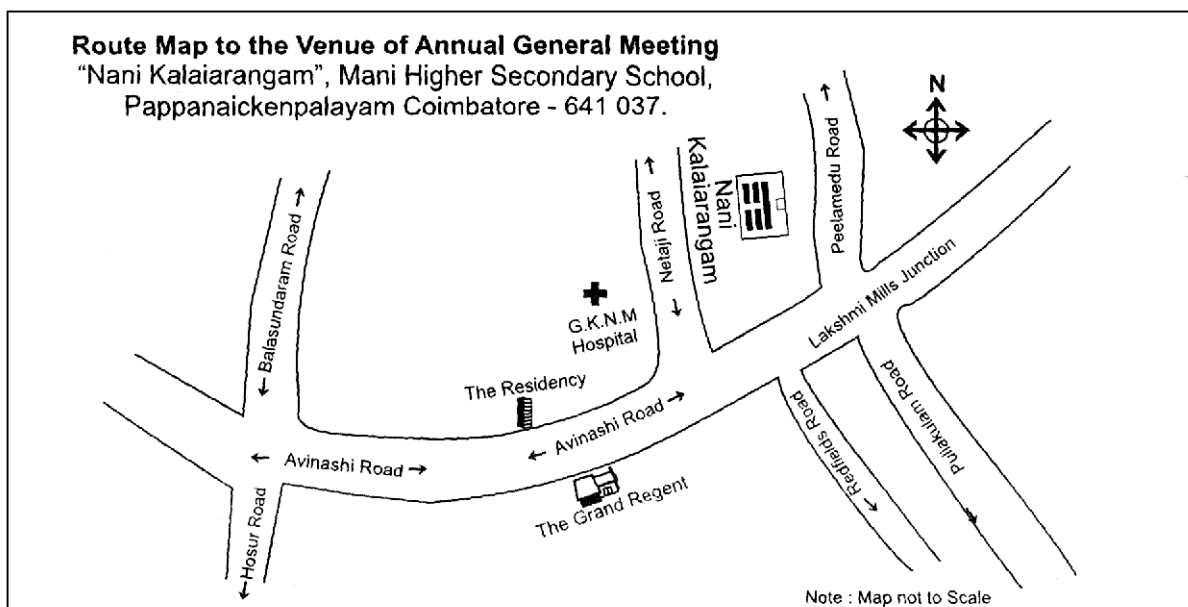 Route Map to the Venue of Annual General Meeting
“Nani Kalaiarangam”, Mani Higher Secondary School,
Pappanaickenpalayam Coimbatore - 641 037.
N
Peelamedu Road
Nani
Kalaiarangam
Netaji Road
Balasundaram Road
G.K.N.M
Hospital
Lakshmi Mills Junction
The Residency
Avinashi Road
Avinashi Road
Redfields Road
Puliakulam Road
The Grand Regent
Hosur Road
Note : Map not to Scale